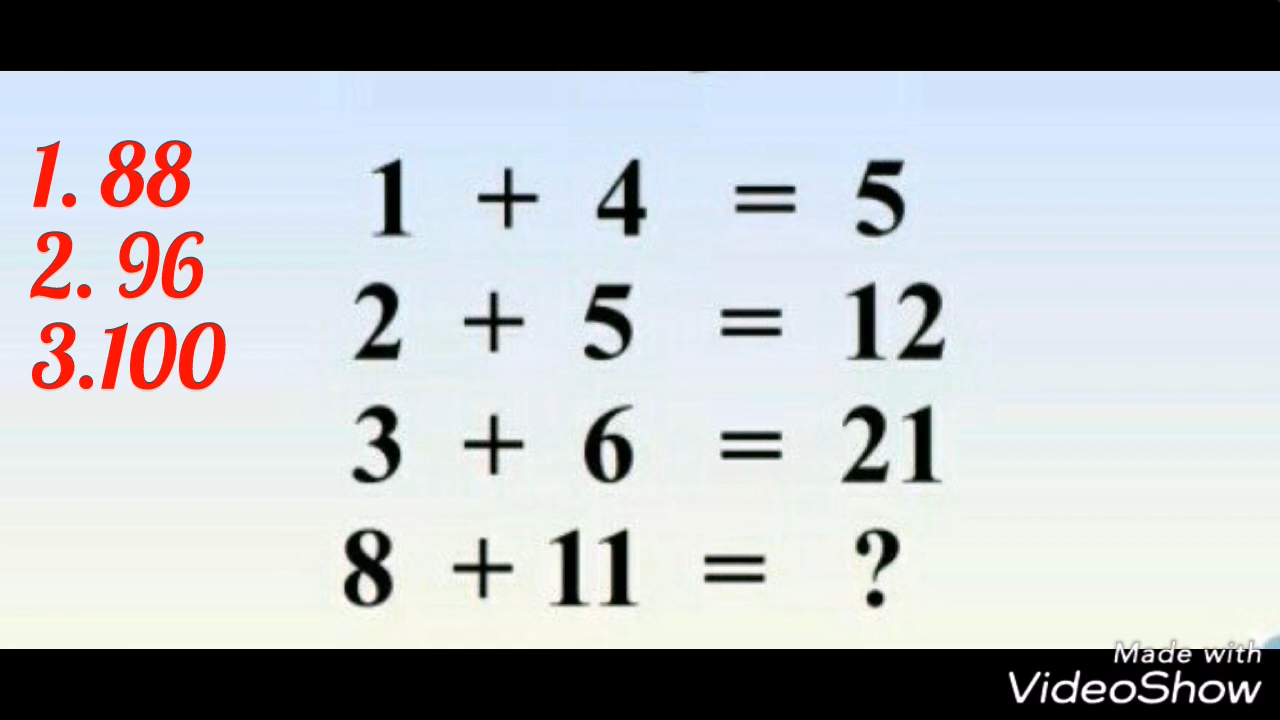 1. 88
2. 96
3.100
1 + 4 = 5
2 + 5 = 12
3 + 6 = 21
8 + 11 = ?
Made with
VideoShow